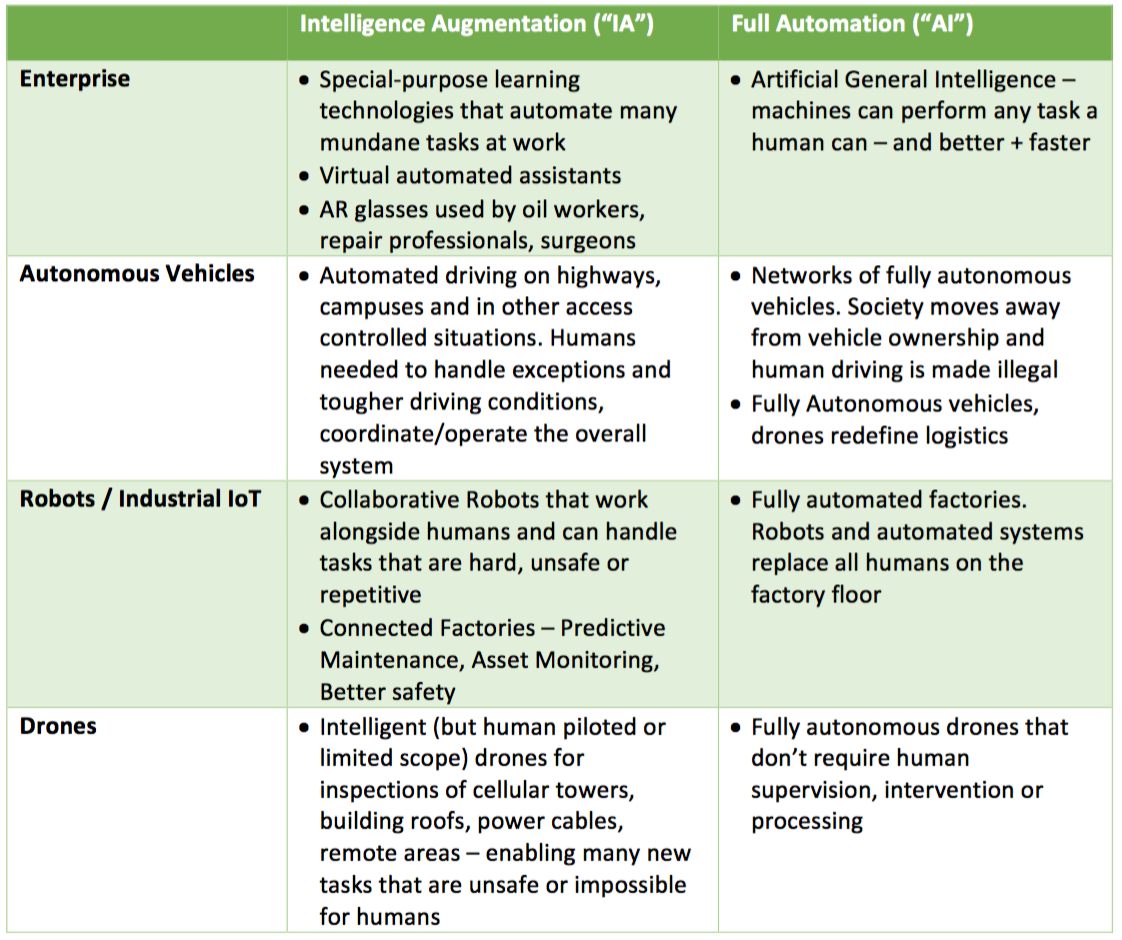 Intelligence Augmentation (“IA”)
Full Automation (“AI”)
Enterprise
• Special-purpose learning
technologies that automate many
mundane tasks at work
• Virtual automated assistants
• AR glasses used by oil workers,
repair professionals, surgeons
• Artificial General Intelligence –
machines can perform any task a
human can – and better + faster
Autonomous Vehicles
• Automated driving on highways,
campuses and in other access
controlled situations. Humans
needed to handle exceptions and
tougher driving conditions,
coordinate/operate the overall
system
• Networks of fully autonomous
vehicles. Society moves away
from vehicle ownership and
human driving is made illegal
• Fully Autonomous vehicles,
drones redefine logistics
Robots / Industrial IoT
• Collaborative Robots that work
alongside humans and can handle
tasks that are hard, unsafe or
repetitive
• Connected Factories – Predictive
Maintenance, Asset Monitoring,
Better safety
• Fully automated factories.
Robots and automated systems
replace all humans on the
factory floor
Drones
• Intelligent (but human piloted or
limited scope) drones for
inspections of cellular towers,
building roofs, power cables,
remote areas – enabling many new
tasks that are unsafe or impossible
for humans
• Fully autonomous drones that
don’t require human
supervision, intervention or
processing